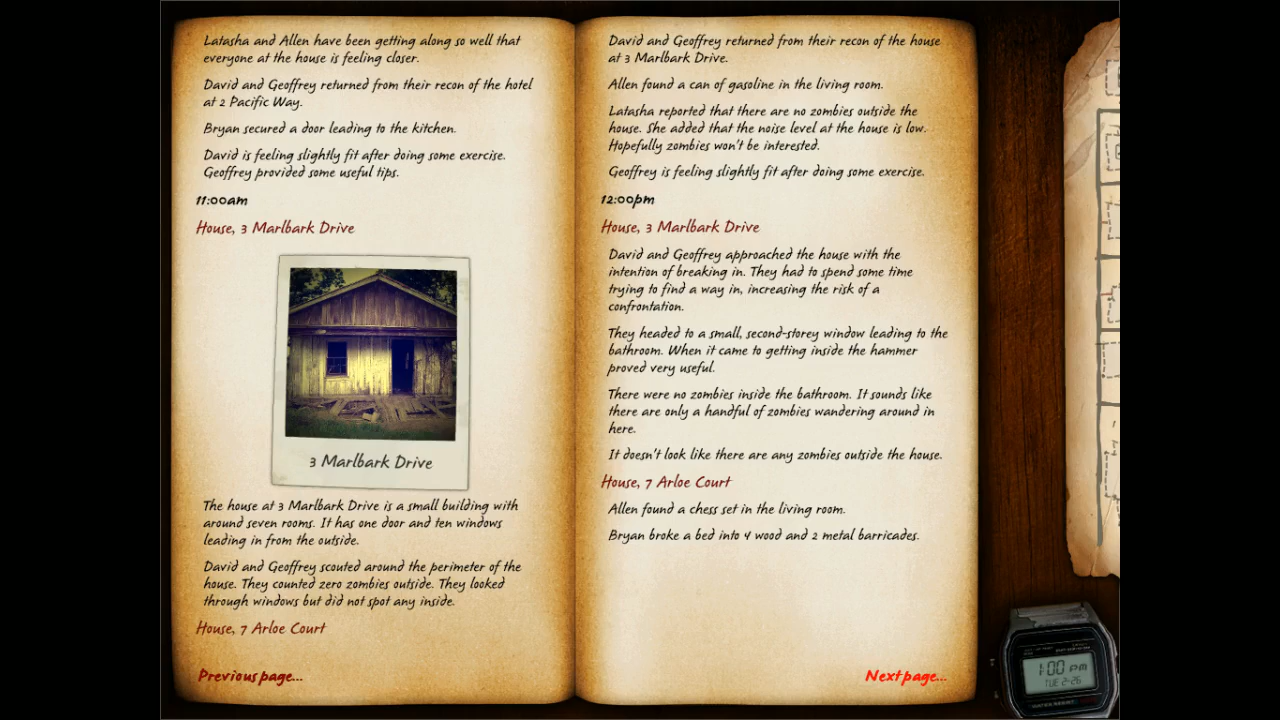 Latasha and Allen have been getting along so well that
everyone at the house is feeling closer.
David and Geoffrey returned from their recon of the hotel
at 2 Pacific Way.
Bryan secured a door leading to the kitchen.
David is feeling slightly fit after doing some exercise.
Geoffrey provided some useful tips.
11:00am
House, 3 Marlbark Drive
3 Marlbark Drive
The house at 3 Marlbark Drive is a small building with
around seven rooms. It has one door and ten windows
leading in from the outside.
David and Geoffrey scouted around the perimeter of the
house. They counted zero zombies outside. They looked
through windows but did not spot any inside.
House, 7 Arloe Court
Previous page...
David and Geoffrey returned from their recon of the house
at 3 Marlbark Drive.
Allen found a can of gasoline in the living room.
Latasha reported that there are no zombies outside the
house. She added that the noise level at the house is low.
Hopefully zombies won't be interested.
Geoffrey is feeling slightly fit after doing some exercise.
12:00pm
House, 3 Marlbark Drive
David and Geoffrey approached the house with the
intention of breaking in. They had to spend some time
trying to find a way in, increasing the risk of a
confrontation.
They headed to a small, second-storey window leading to the
bathroom. When it came to getting inside the hammer
proved very useful.
There were no zombies inside the bathroom. It sounds like
there are only a handful of zombies wandering around in
here.
It doesn't look like there are any zombies outside the house.
House, 7 Arloe Court
Allen found a chess set in the living room.
Bryan broke a bed into 4 wood and 2 metal barricades.
Next page...
1:00 PM
TUE 2-26